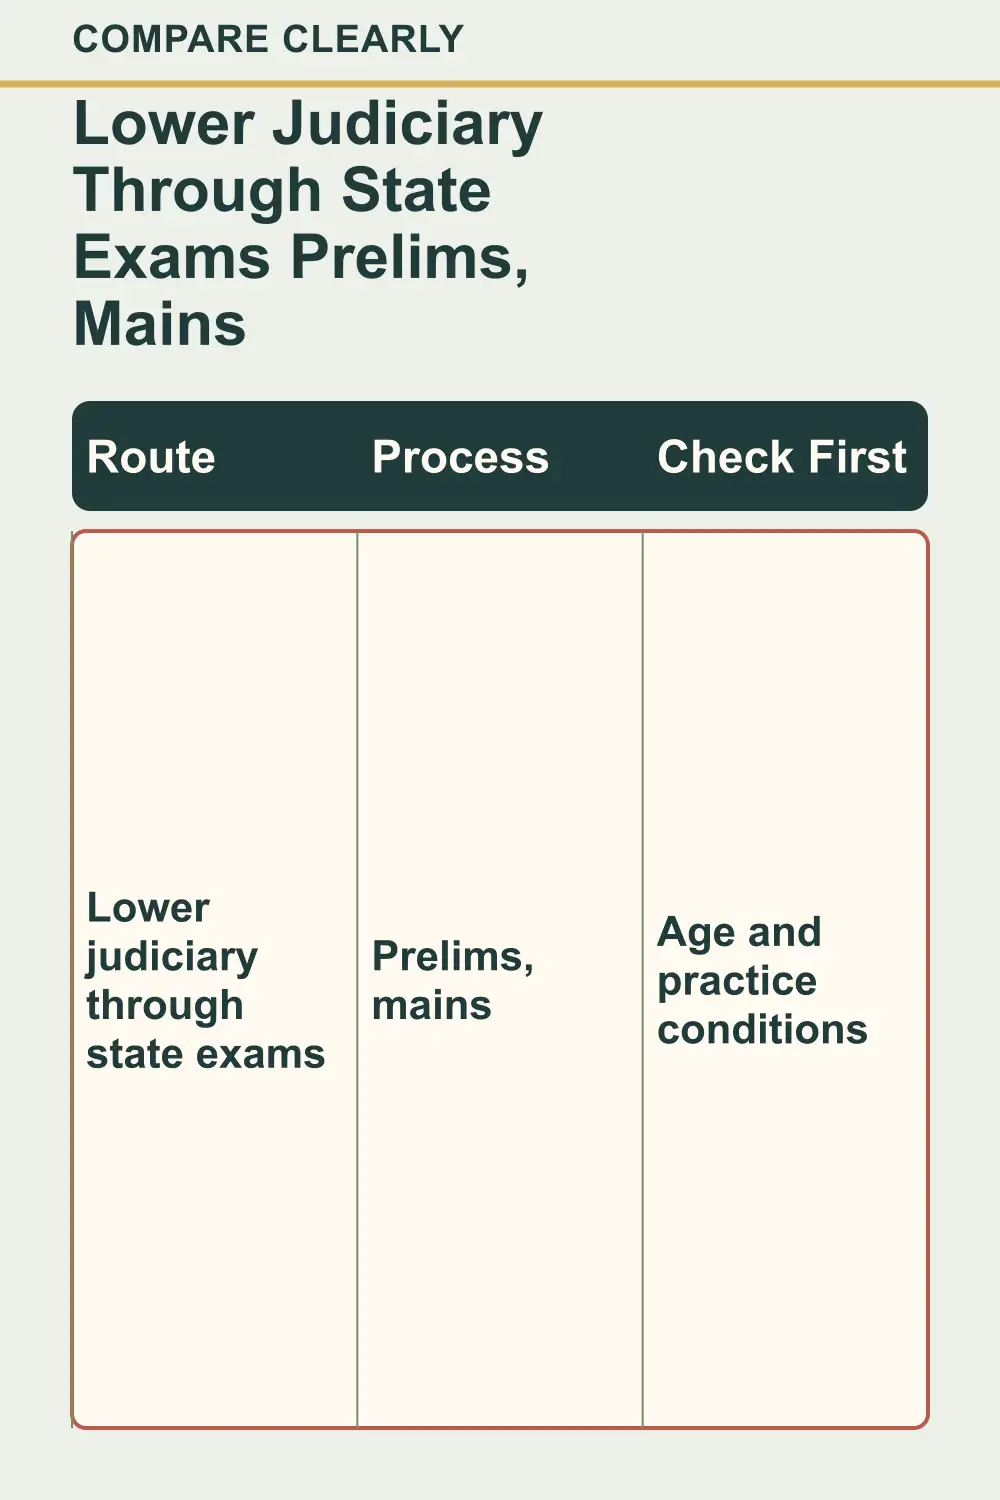 COMPARE CLEARLY
Lower Judiciary
Through State
Exams Prelims,
Mains
Route
Process
Check First
Lower
judiciary
through
state exams
Prelims,
mains
Age and
practice
conditions